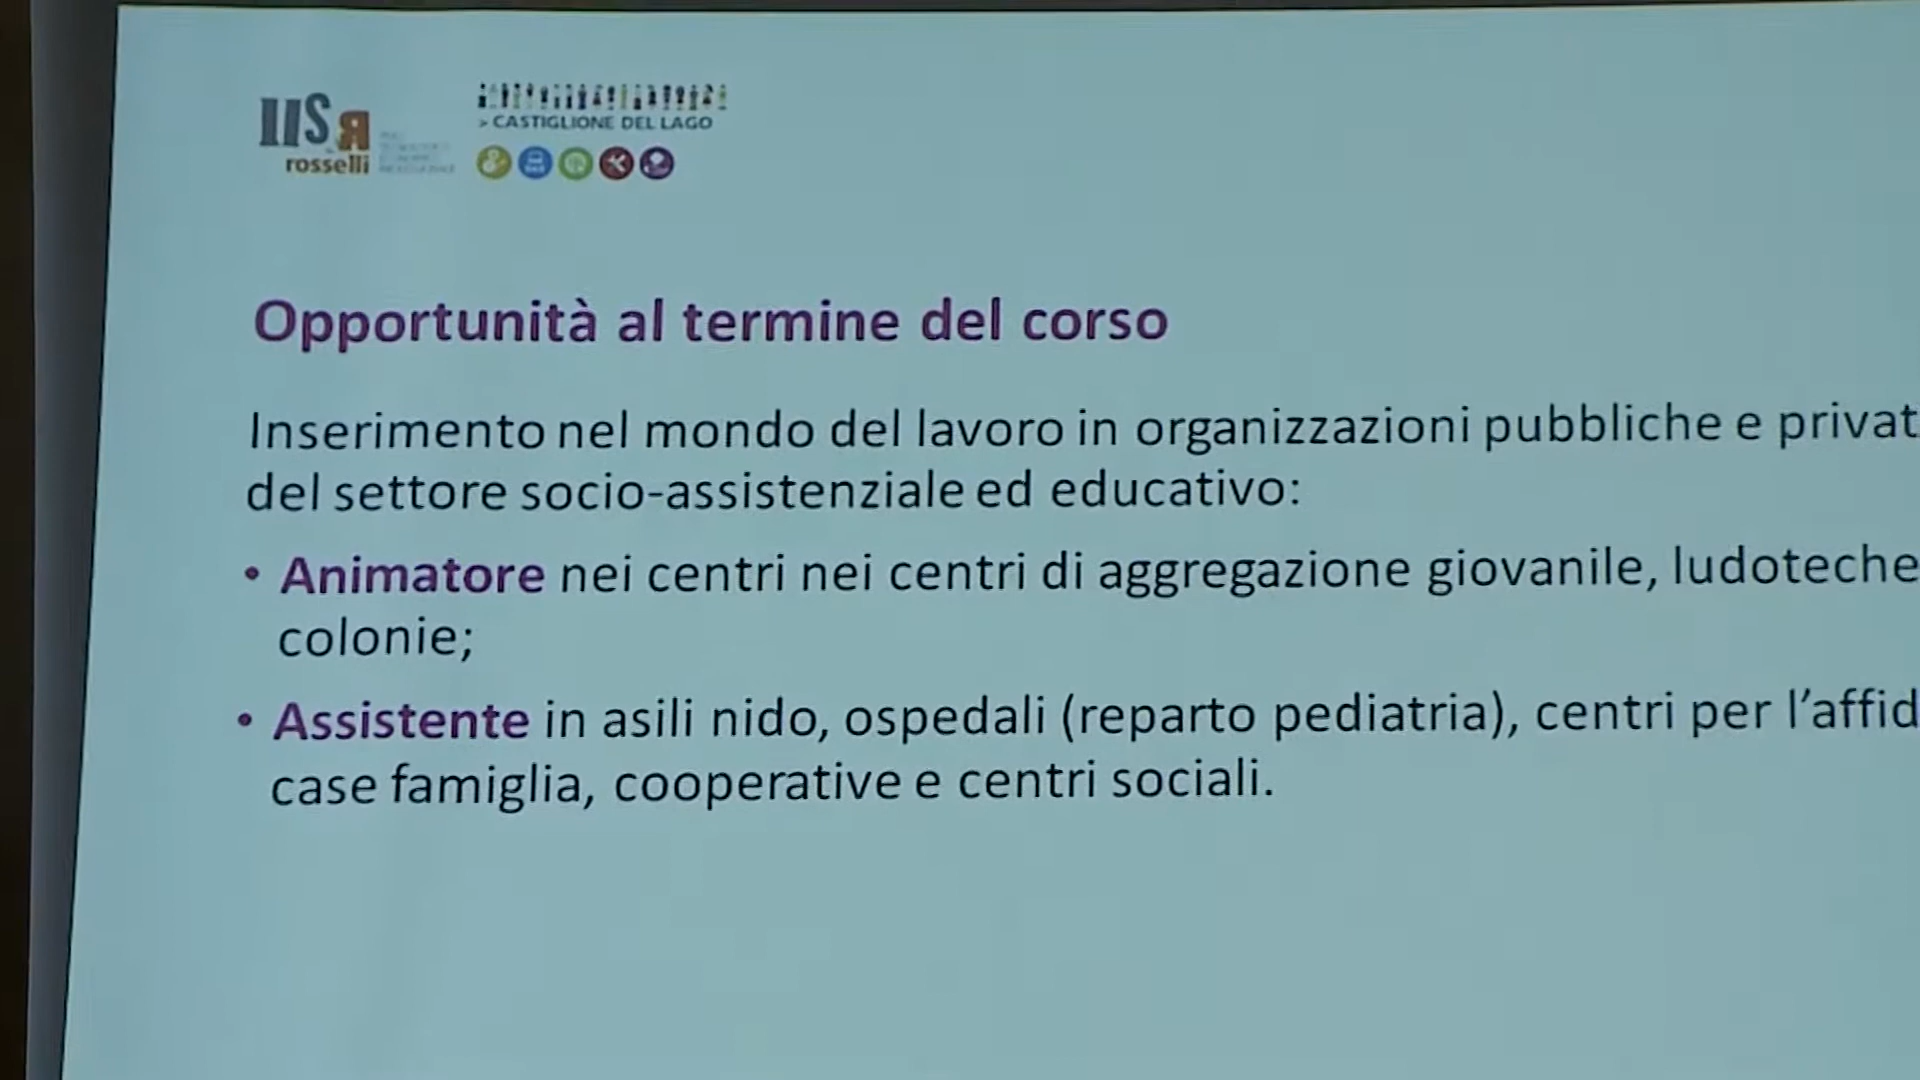 IISR
rosselli
> CASTIGLIONE DEL LAGO
Opportunità al termine del corso
Inserimento nel mondo del lavoro in organizzazioni pubbliche e privat
del settore socio-assistenziale ed educativo:
• Animatore nei centri nei centri di aggregazione giovanile, ludoteche
colonie;
• Assistente in asili nido, ospedali (reparto pediatria), centri per l’affid
case famiglia, cooperative e centri sociali.